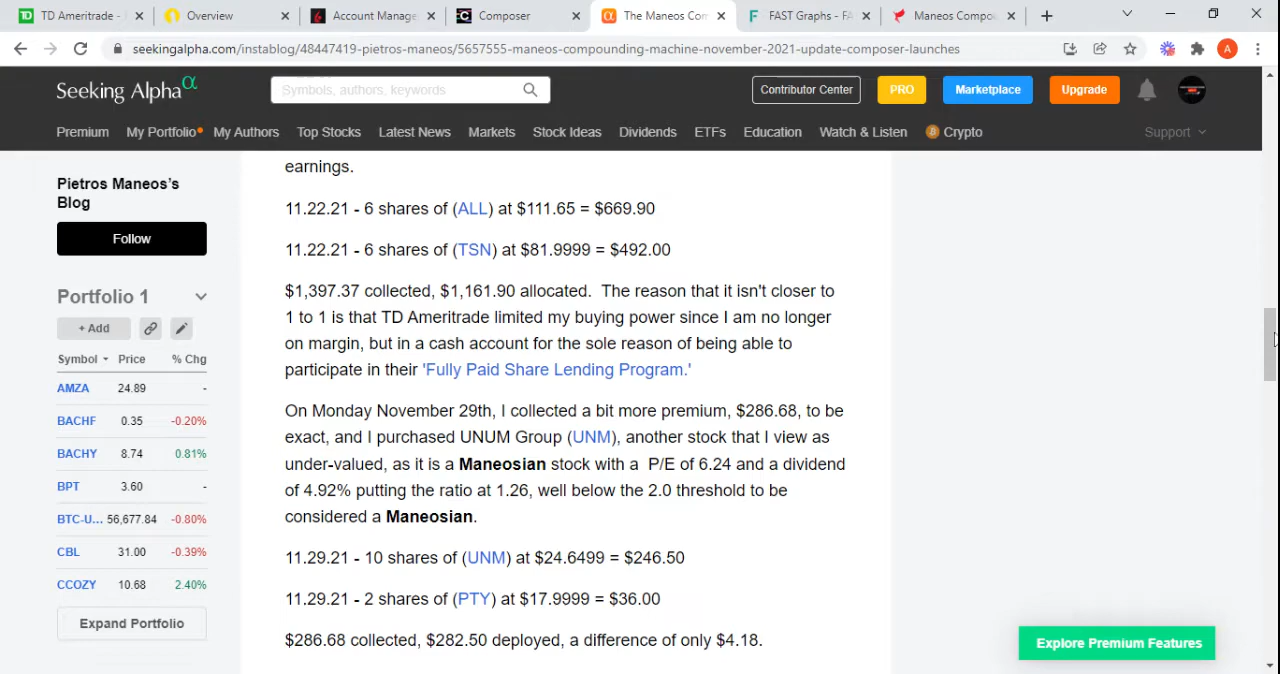 TD Ameritrade -
Overview
Account Manage
Composer
The Maneos Com
FAST Graphs - FA
Maneos Compou
seekingalpha.com/instablog/48447419-pietros-maneos/5657555-maneos-compounding-machine-november-2021-update-composer-launches
A
Seeking Alpha α
Symbols, authors, keywords
Contributor Center
PRO
Marketplace
Upgrade
Premium My Portfolio My Authors Top Stocks Latest News Markets Stock Ideas Dividends ETFs Education Watch & Listen Crypto Support
Pietros Maneos's
Blog
Follow
Portfolio 1
+ Add
Symbol Price % Chg
AMZA 24.89 -
BACHF 0.35 -0.20%
BACHY 8.74 0.81%
BPT 3.60 -
BTC-U... 56,677.84 -0.80%
CBL 31.00 -0.39%
CCOZY 10.68 2.40%
Expand Portfolio
earnings.
11.22.21 - 6 shares of (ALL) at $111.65 = $669.90
11.22.21 - 6 shares of (TSN) at $81.9999 = $492.00
$1,397.37 collected, $1,161.90 allocated.  The reason that it isn't closer to
1 to 1 is that TD Ameritrade limited my buying power since I am no longer
on margin, but in a cash account for the sole reason of being able to
participate in their 'Fully Paid Share Lending Program.'
On Monday November 29th, I collected a bit more premium, $286.68, to be
exact, and I purchased UNUM Group (UNM), another stock that I view as
under-valued, as it is a Maneosian stock with a  P/E of 6.24 and a dividend
of 4.92% putting the ratio at 1.26, well below the 2.0 threshold to be
considered a Maneosian.
11.29.21 - 10 shares of (UNM) at $24.6499 = $246.50
11.29.21 - 2 shares of (PTY) at $17.9999 = $36.00
$286.68 collected, $282.50 deployed, a difference of only $4.18.
Explore Premium Features